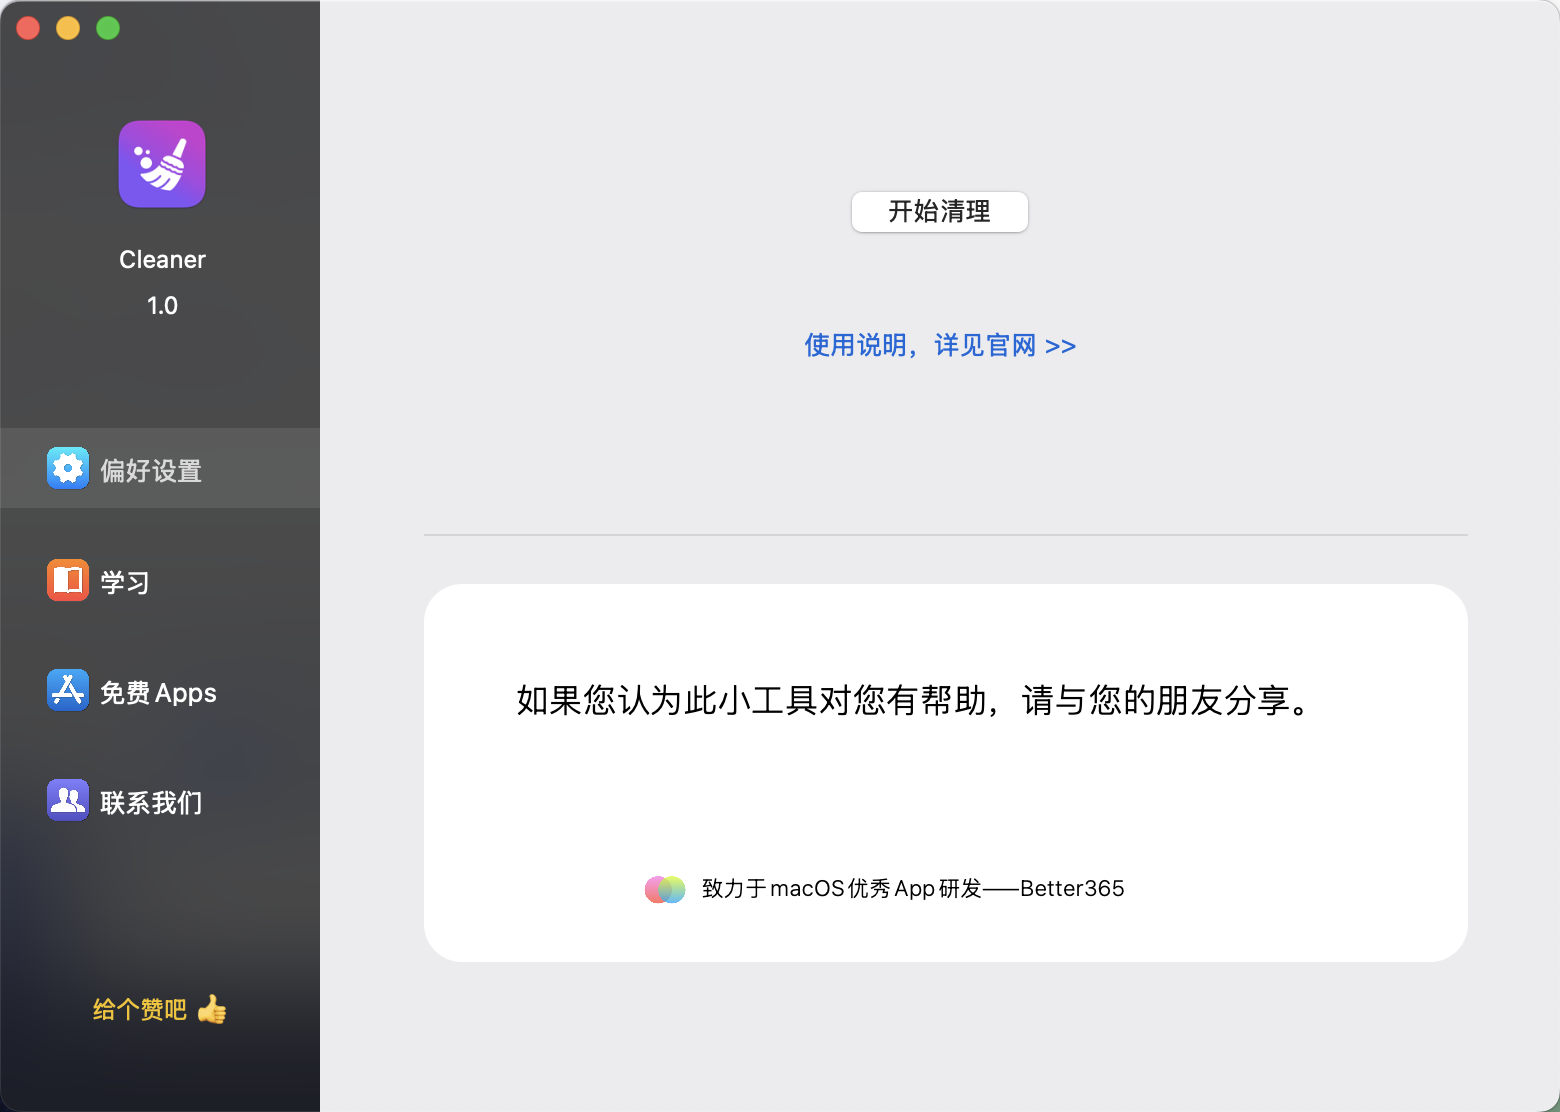 Cleaner
1.0
偏好设置
学习
免费 Apps
联系我们
给个赞吧 👍
开始清理
使用说明，详见官网 >>
如果您认为此小工具对您有帮助，请与您的朋友分享。
致力于 macOS 优秀 App 研发——Better365